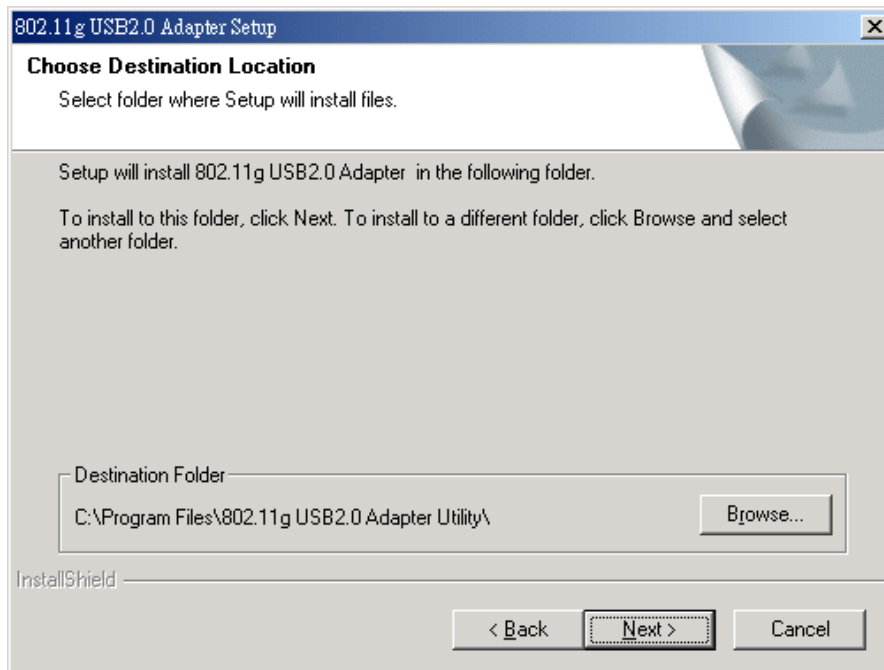 802.11g USB2.0 Adapter Setup
Choose Destination Location
Select folder where Setup will install files.
Setup will install 802.11g USB2.0 Adapter  in the following folder.
To install to this folder, click Next. To install to a different folder, click Browse and select
another folder.
Destination Folder
C:\Program Files\802.11g USB2.0 Adapter Utility\
Browse...
InstallShield
< Back
Next >
Cancel